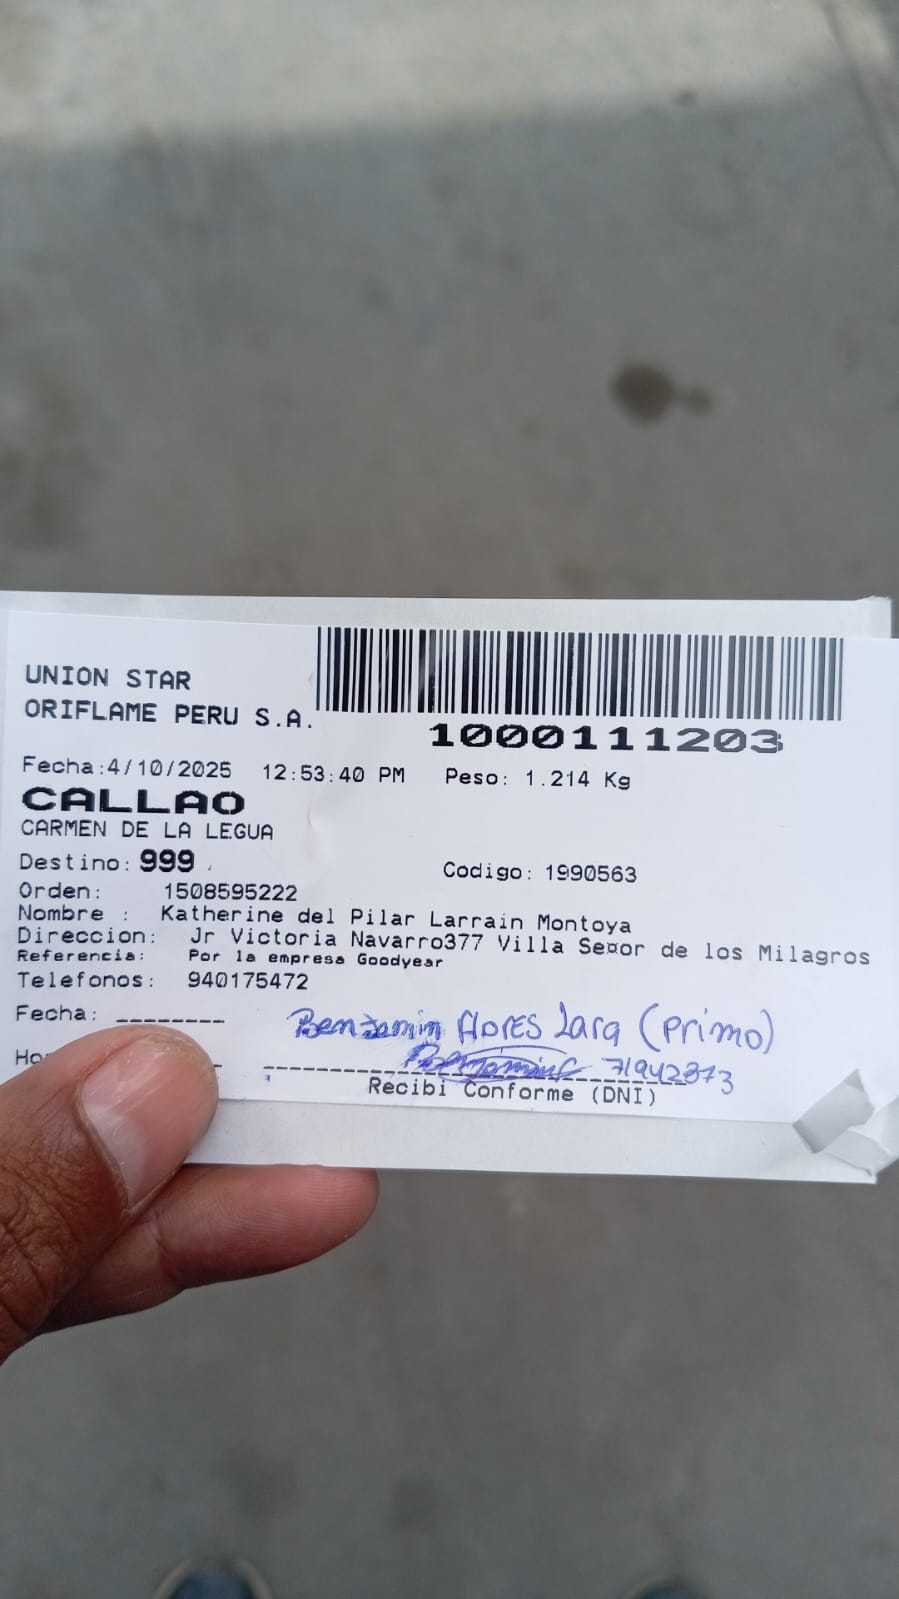 UNION STAR
ORIFLAME PERU S.A.
1000111203
Fecha:4/10/2025 12:53:40 PM Peso: 1.214 Kg
CALLAO
CARMEN DE LA LEGUA
Destino: 999
Codigo: 1990563
Orden: 1508595222
Nombre : Katherine del Pilar Larrain Montoya
Direccion: Jr Victoria Navarro377 Villa Se¤or de los Milagros
Referencia: Por la empresa Goodyear
Telefonos: 940175472
Fecha: ________
Benjamin Flores Lara (Primo)
71942873
Recibi Conforme (DNI)